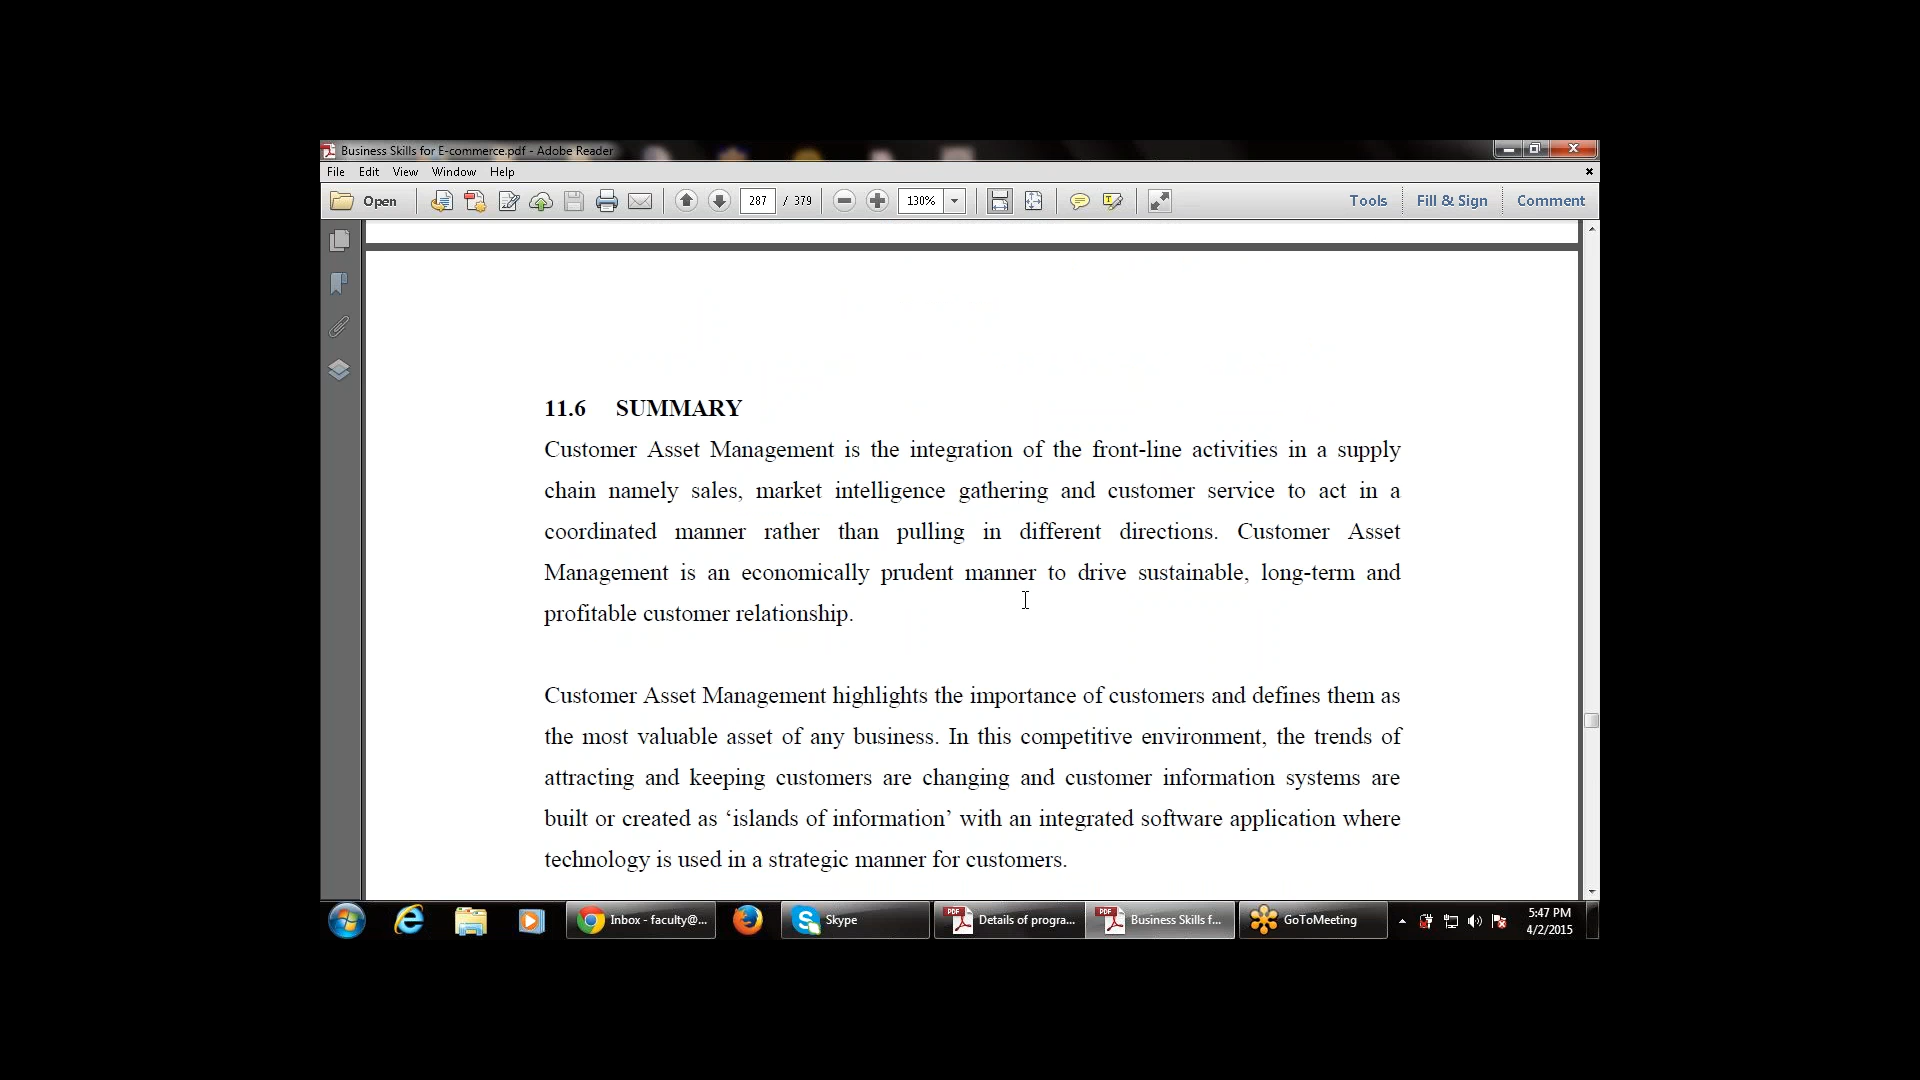 Business Skills for E-commerce.pdf - Adobe Reader
File Edit View Window Help
Open 287 / 379 130% Tools Fill & Sign Comment
11.6 SUMMARY
Customer Asset Management is the integration of the front-line activities in a supply
chain namely sales, market intelligence gathering and customer service to act in a
coordinated manner rather than pulling in different directions. Customer Asset
Management is an economically prudent manner to drive sustainable, long-term and
profitable customer relationship.
Customer Asset Management highlights the importance of customers and defines them as
the most valuable asset of any business. In this competitive environment, the trends of
attracting and keeping customers are changing and customer information systems are
built or created as ‘islands of information’ with an integrated software application where
technology is used in a strategic manner for customers.
Inbox - faculty@... Skype Details of progra... Business Skills f... GoToMeeting 5:47 PM
4/2/2015